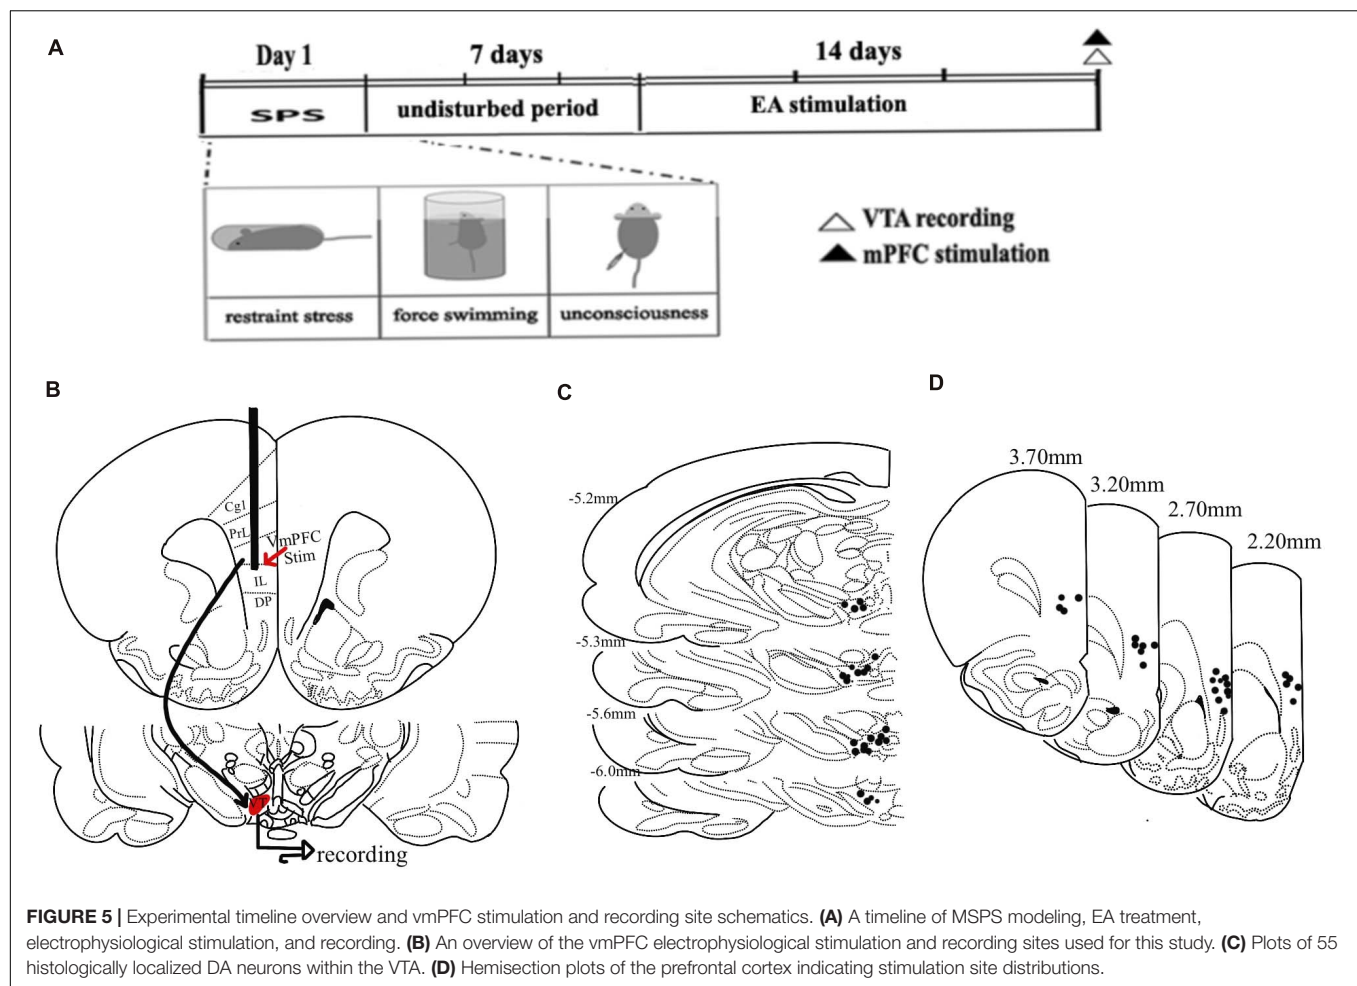 A
Day 1
7 days
14 days
SPS
undisturbed period
EA stimulation
restraint stress
force swimming
unconsciousness
VTA recording
mPFC stimulation
B
Cg1
PrL
VmPFC
Stim
IL
DP
recording
C
-5.2mm
-5.3mm
-5.6mm
-6.0mm
D
3.70mm
3.20mm
2.70mm
2.20mm
FIGURE 5 | Experimental timeline overview and vmPFC stimulation and recording site schematics. (A) A timeline of MSPS modeling, EA treatment,
electrophysiological stimulation, and recording. (B) An overview of the vmPFC electrophysiological stimulation and recording sites used for this study. (C) Plots of 55
histologically localized DA neurons within the VTA. (D) Hemisection plots of the prefrontal cortex indicating stimulation site distributions.